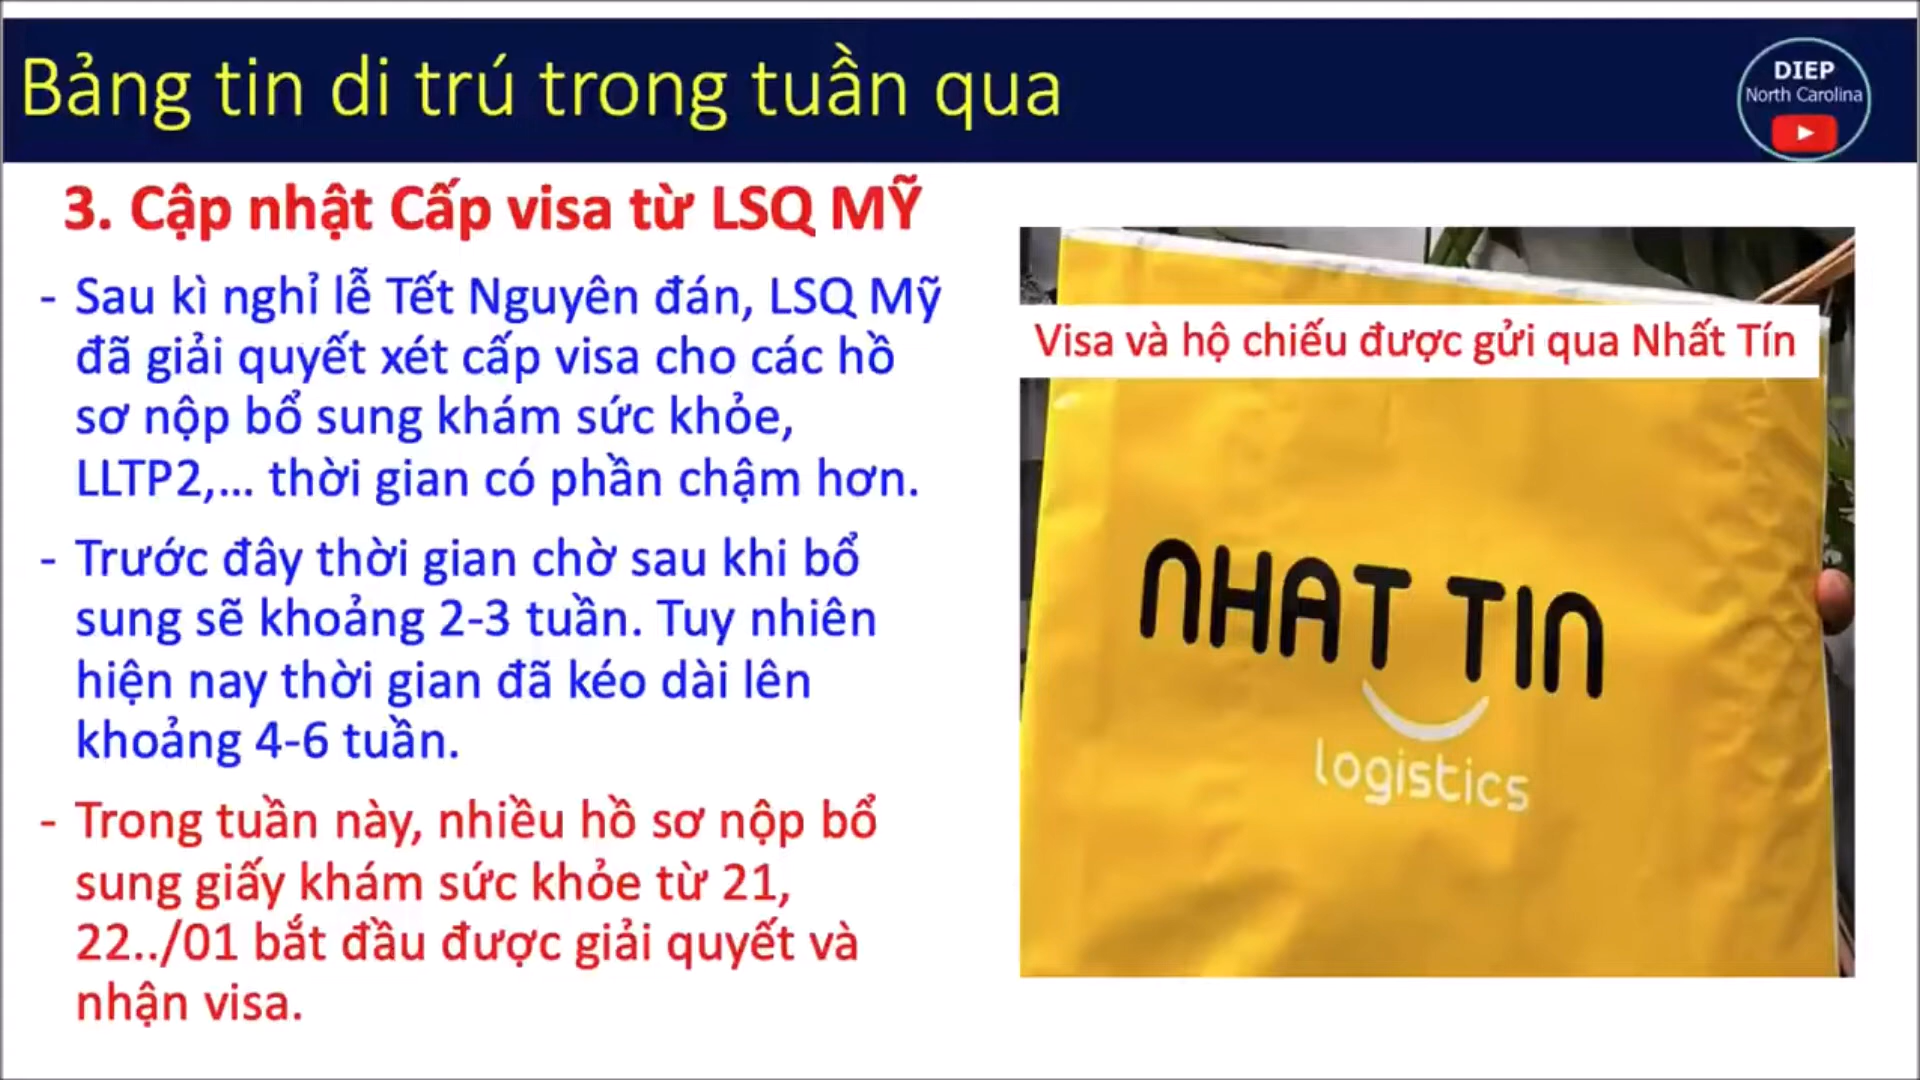 Bảng tin di trú trong tuần qua
DIEP
North Carolina
3. Cập nhật Cấp visa từ LSQ MỸ
- Sau kì nghỉ lễ Tết Nguyên đán, LSQ Mỹ
đã giải quyết xét cấp visa cho các hồ
sơ nộp bổ sung khám sức khỏe,
LLTP2,... thời gian có phần chậm hơn.
- Trước đây thời gian chờ sau khi bổ
sung sẽ khoảng 2-3 tuần. Tuy nhiên
hiện nay thời gian đã kéo dài lên
khoảng 4-6 tuần.
- Trong tuần này, nhiều hồ sơ nộp bổ
sung giấy khám sức khỏe từ 21,
22../01 bắt đầu được giải quyết và
nhận visa.
Visa và hộ chiếu được gửi qua Nhất Tín
NHAT TIN
logistics